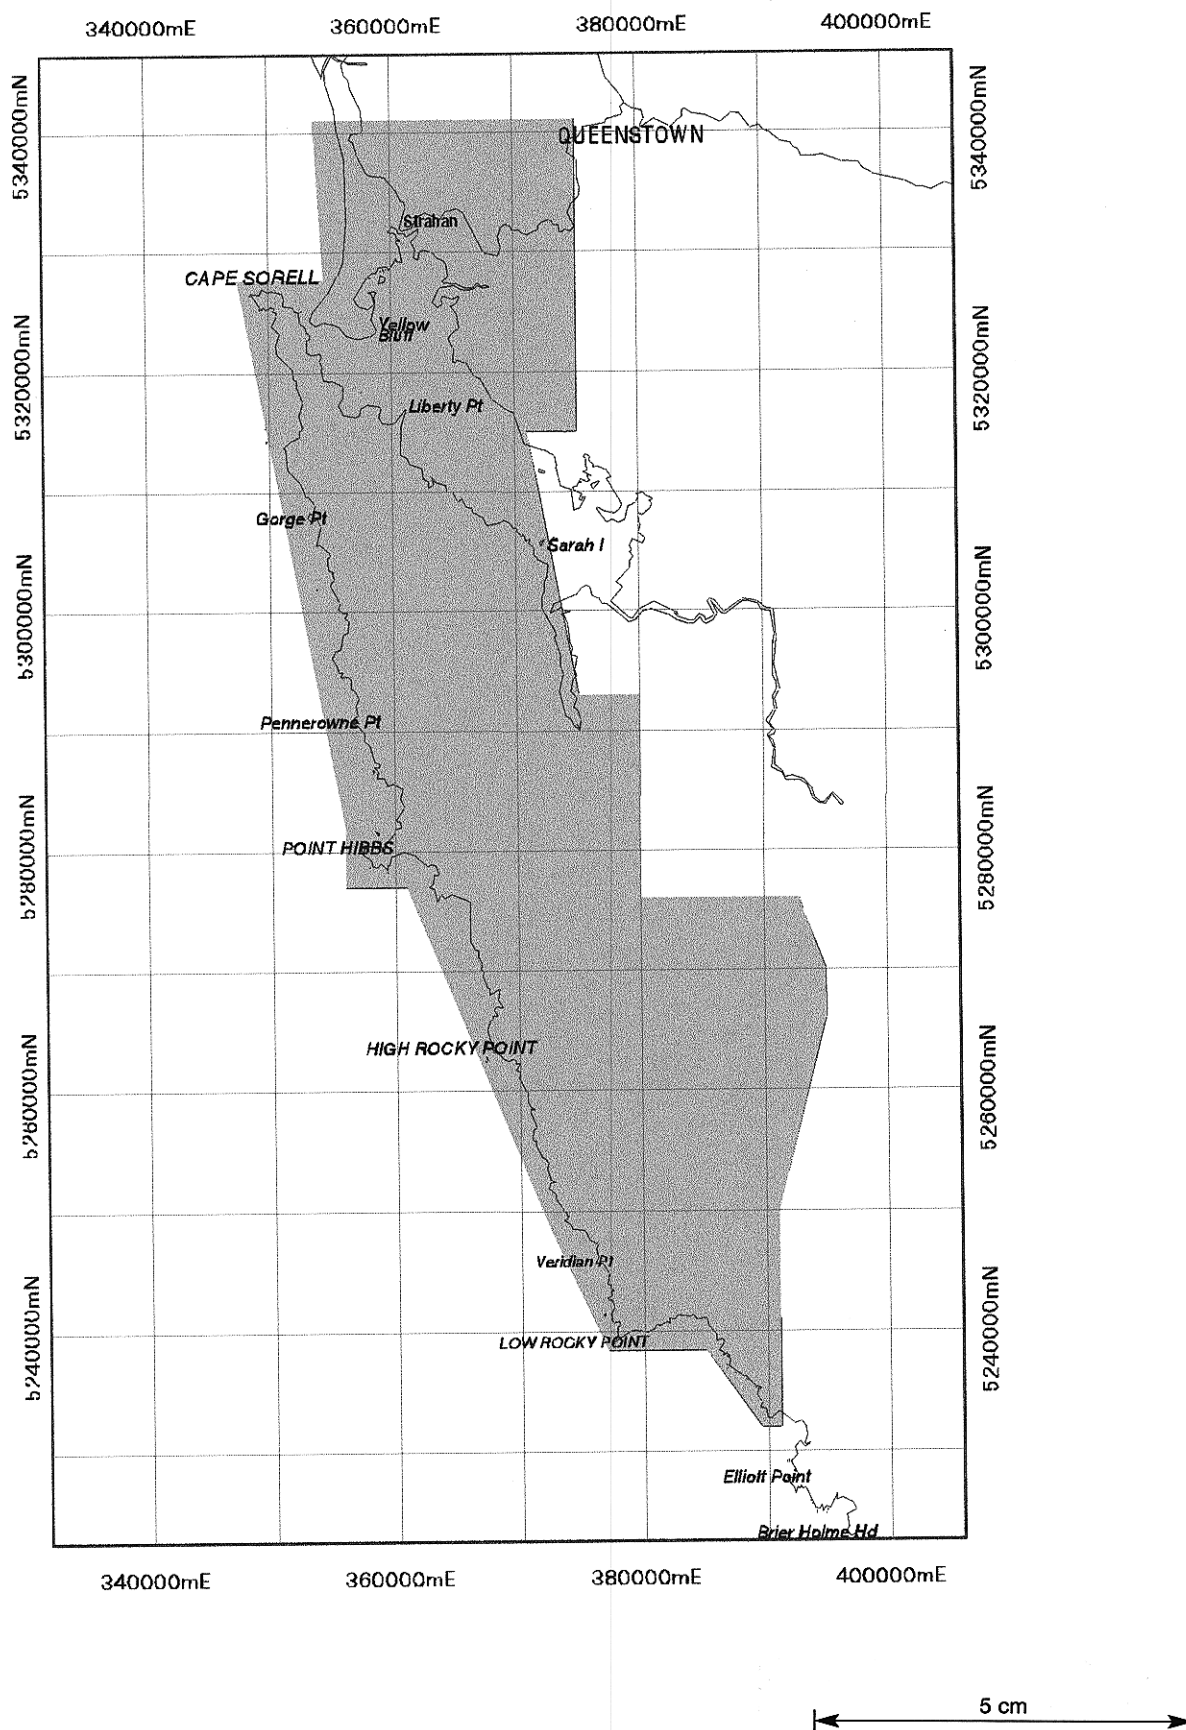 340000mE 360000mE 380000mE 400000mE
5340000mN
5340000mN
QUEENSTOWN
Strahan
CAPE SORELL
Yellow
Bluff
5320000mN
5320000mN
Liberty Pt
Gorge Pt
Sarah I
5300000mN
5300000mN
Pennerowne Pt
POINT HIBBS
5280000mN
5280000mN
HIGH ROCKY POINT
5260000mN
5260000mN
Veridian Pt
LOW ROCKY POINT
5240000mN
5240000mN
Elliott Point
Brier Holme Hd
340000mE 360000mE 380000mE 400000mE
5 cm